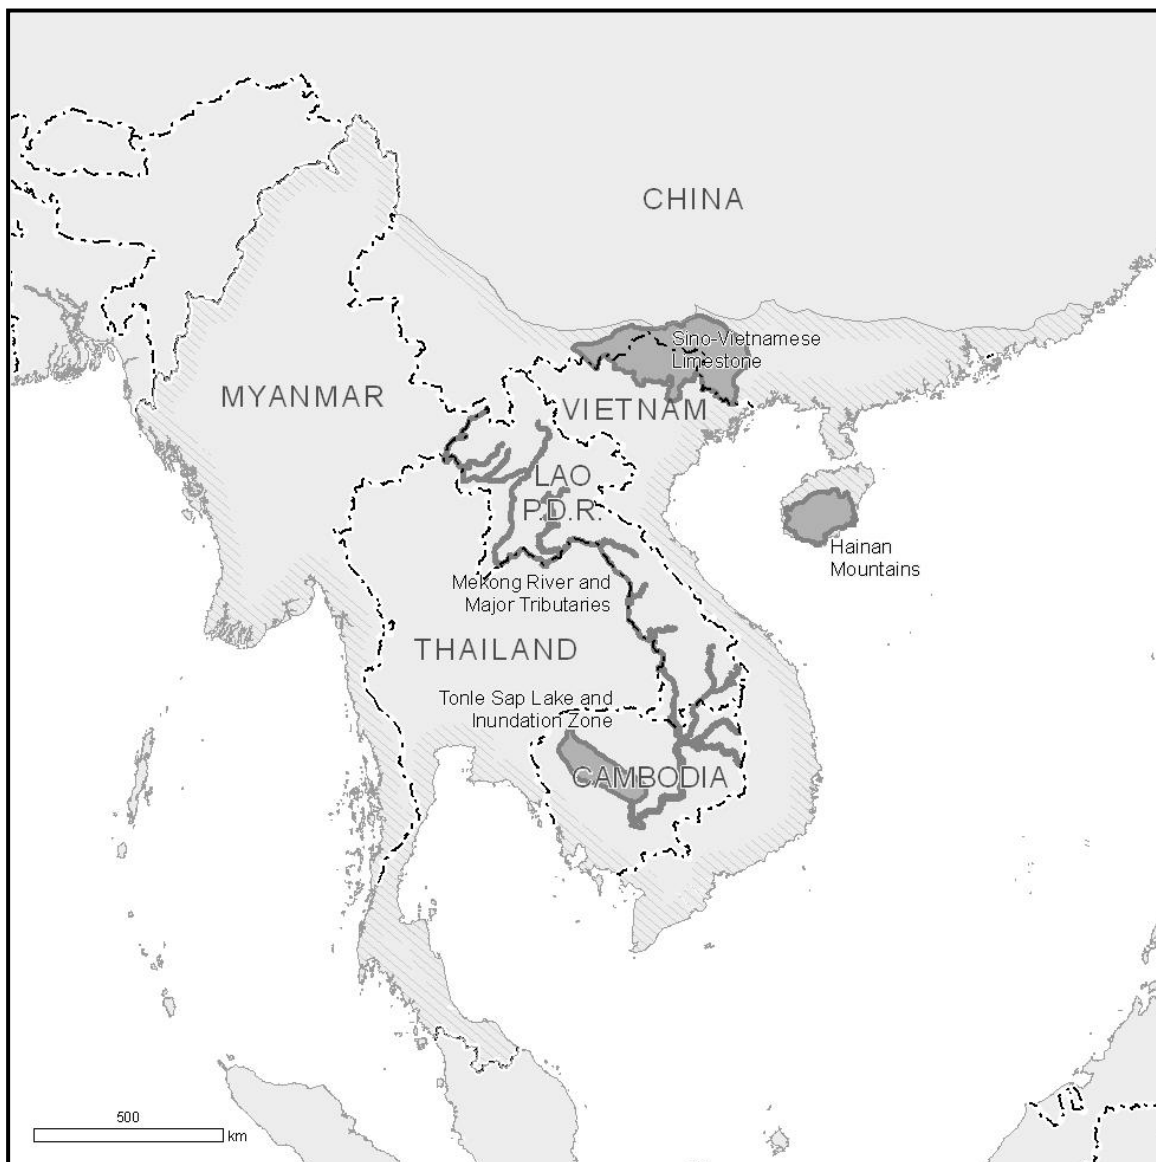 CHINA
Sino-Vietnamese
Limestone
MYANMAR
VIETNAM
LAO
P.D.R.
Hainan
Mountains
Mekong River and
Major Tributaries
THAILAND
Tonle Sap Lake and
Inundation Zone
CAMBODIA
500
km